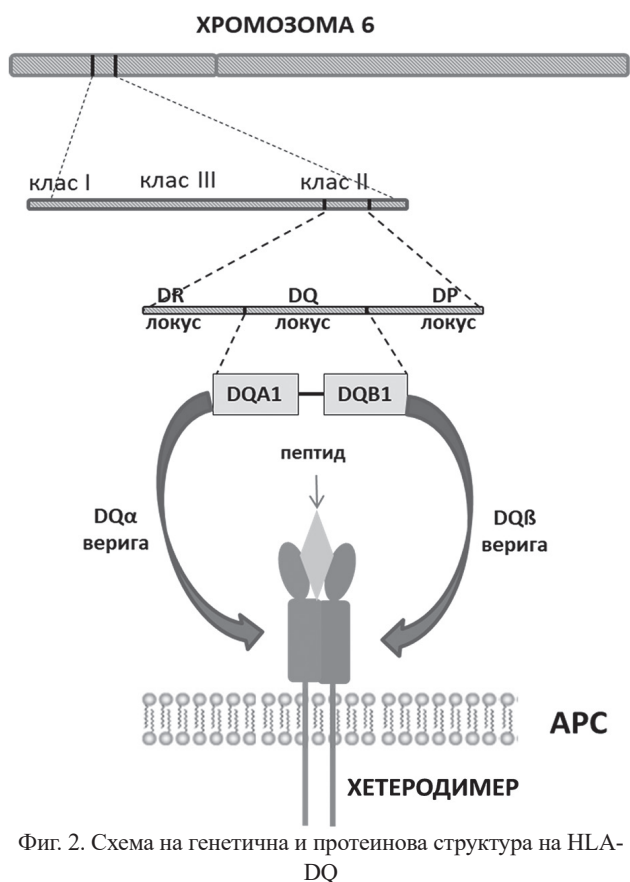 ХРОМОЗОМА 6
клас I
клас III
клас II
DR
локус
DQ
локус
DP
локус
DQA1
DQB1
пептид
DQα
верига
DQß
верига
APC
ХЕТЕРОДИМЕР
Фиг. 2. Схема на генетична и протеинова структура на HLA-
DQ